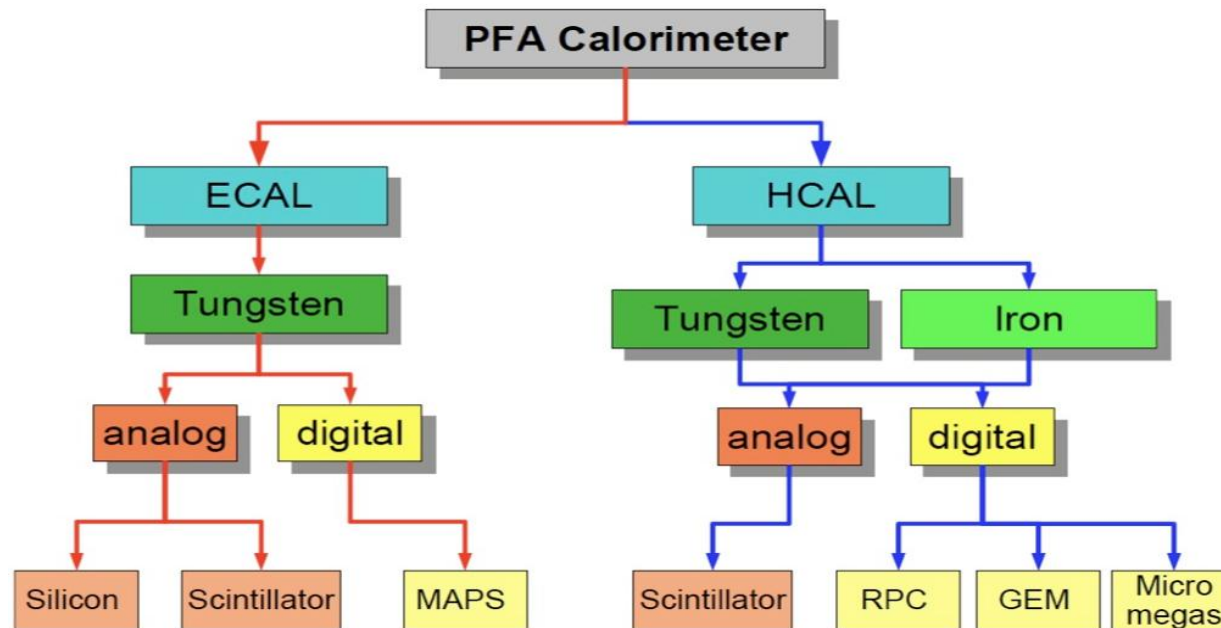 PFA Calorimeter
ECAL
HCAL
Tungsten
Tungsten
Iron
analog
digital
analog
digital
Silicon
Scintillator
MAPS
Scintillator
RPC
GEM
Micro
megas